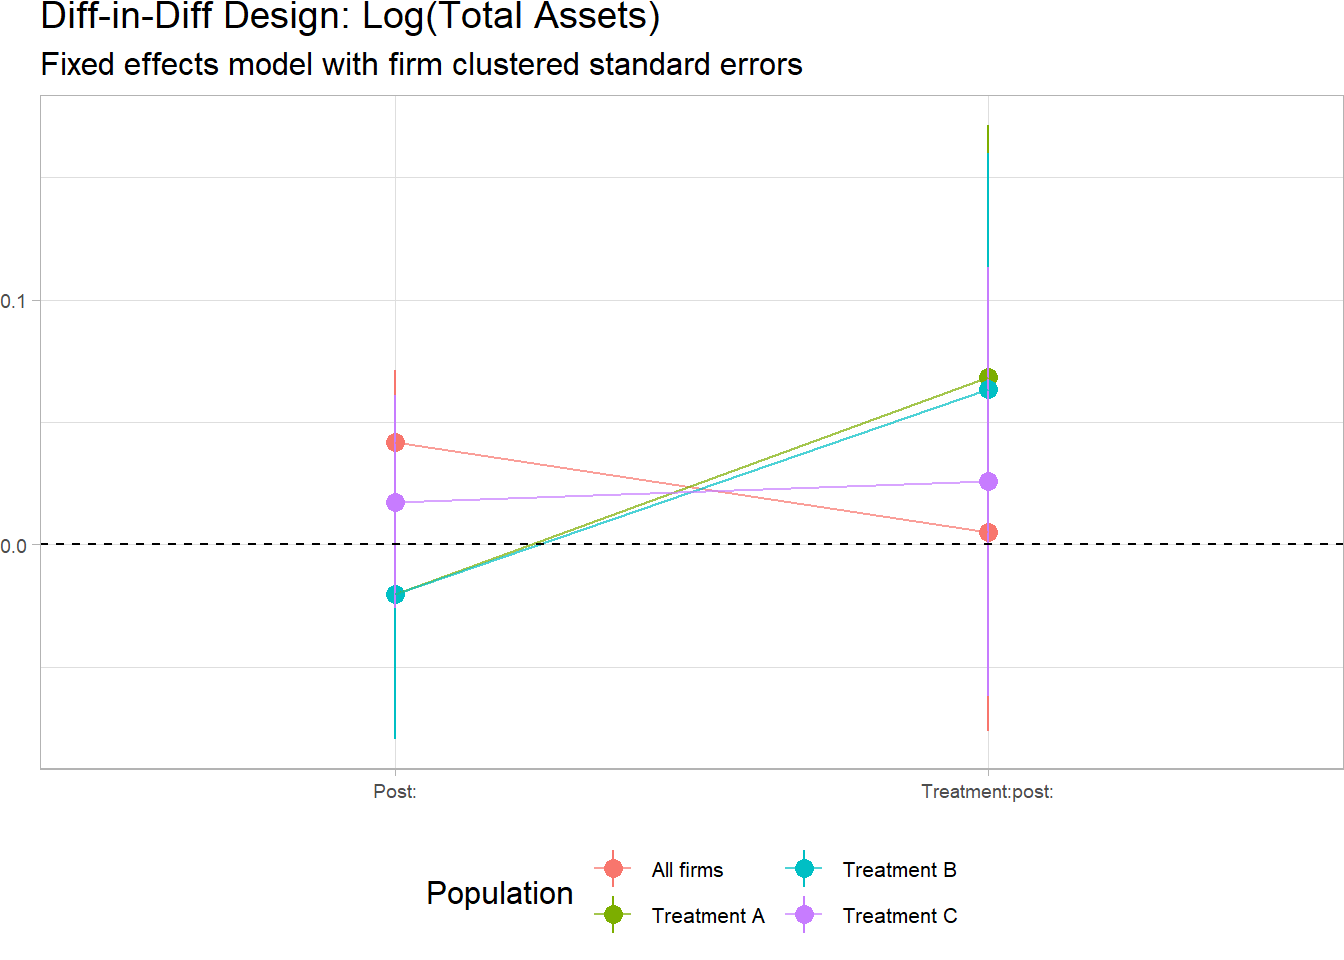 Diff-in-Diff Design: Log(Total Assets)
Fixed effects model with firm clustered standard errors
0.1
0.0
Post:
Treatment:post:
Population
All firms
Treatment B
Treatment A
Treatment C